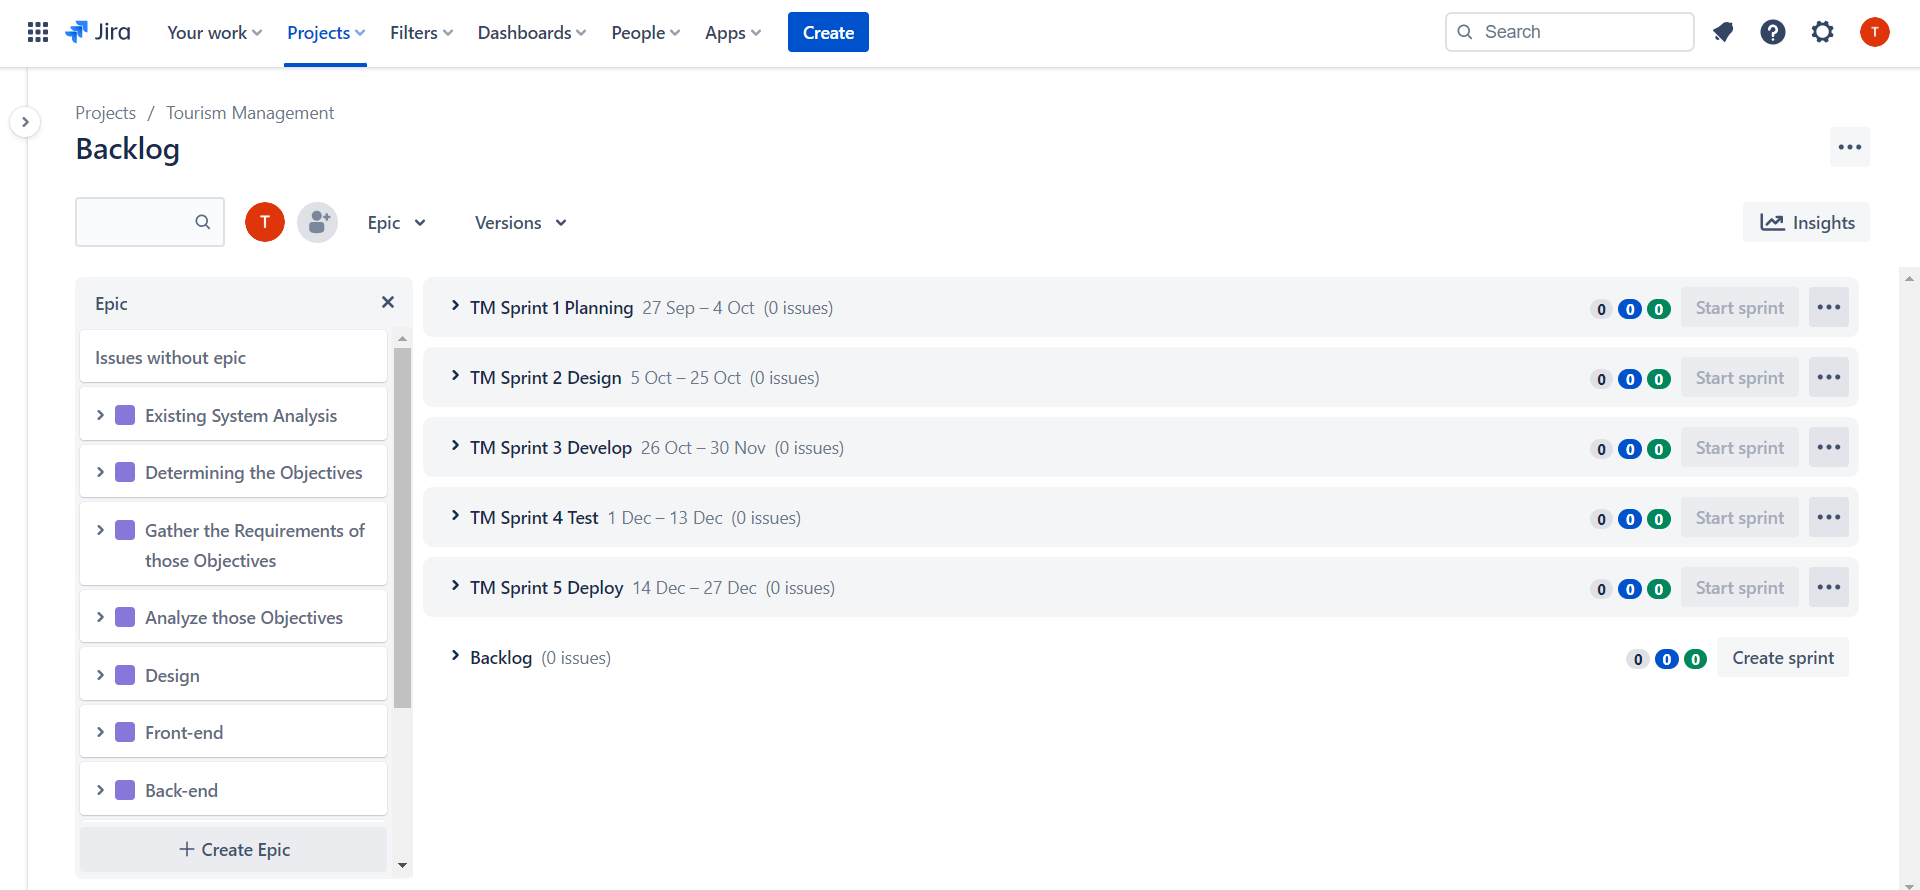 Jira Your work Projects Filters Dashboards People Apps Create Search T
Projects / Tourism Management
Backlog
T Epic Versions Insights
Epic
Issues without epic
Existing System Analysis
Determining the Objectives
Gather the Requirements of
those Objectives
Analyze those Objectives
Design
Front-end
Back-end
Create Epic
TM Sprint 1 Planning 27 Sep – 4 Oct (0 issues) 0 0 0 Start sprint
TM Sprint 2 Design 5 Oct – 25 Oct (0 issues) 0 0 0 Start sprint
TM Sprint 3 Develop 26 Oct – 30 Nov (0 issues) 0 0 0 Start sprint
TM Sprint 4 Test 1 Dec – 13 Dec (0 issues) 0 0 0 Start sprint
TM Sprint 5 Deploy 14 Dec – 27 Dec (0 issues) 0 0 0 Start sprint
Backlog (0 issues) 0 0 0 Create sprint